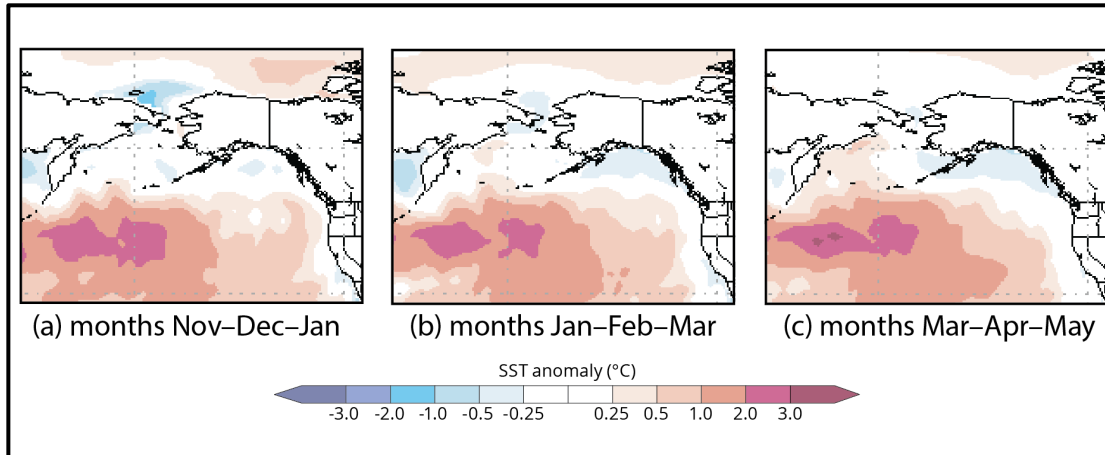 (a) months Nov–Dec–Jan
(b) months Jan–Feb–Mar
(c) months Mar–Apr–May
SST anomaly (°C)
-3.0 -2.0 -1.0 -0.5 -0.25 0.25 0.5 1.0 2.0 3.0